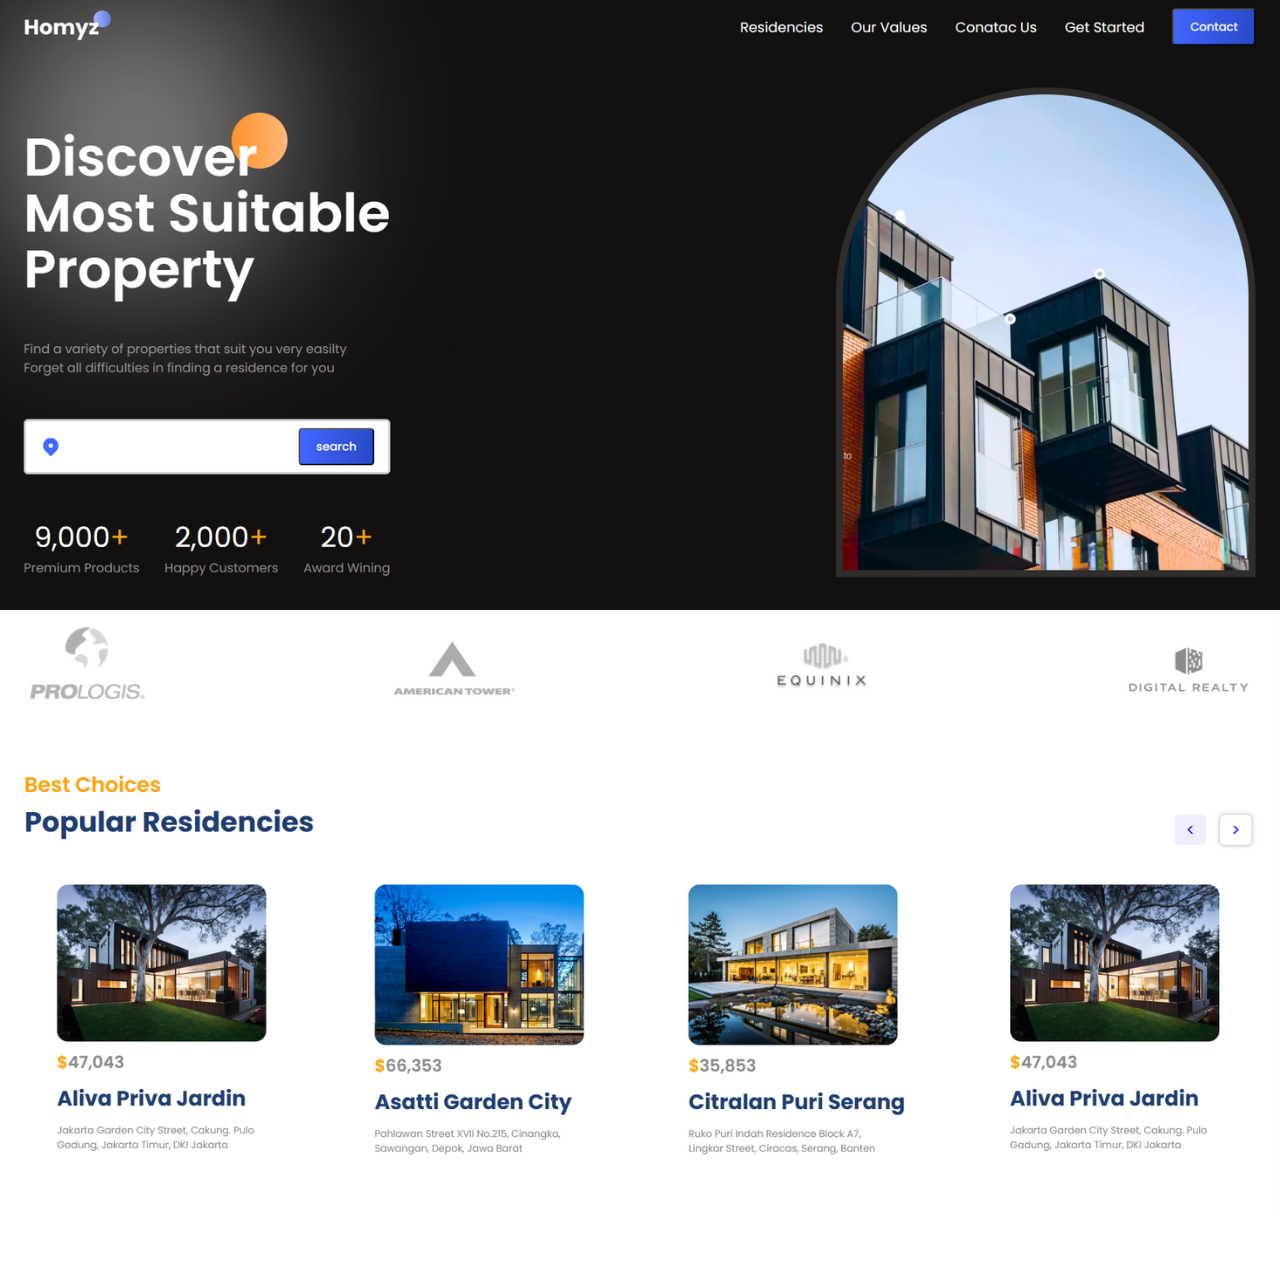 Homyz
Residencies
Our Values
Conatac Us
Get Started
Contact
Discover
Most Suitable
Property
Find a variety of properties that suit you very easilty
Forget all difficulties in finding a residence for you
search
9,000+
2,000+
20+
Premium Products
Happy Customers
Award Wining
to
PROLOGIS.
AMERICAN TOWER®
EQUINIX
DIGITAL REALTY
Best Choices
Popular Residencies
<
>
$47,043
Aliva Priva Jardin
Jakarta Garden City Street, Cakung. Pulo
Gadung, Jakarta Timur, DKI Jakarta
$66,353
Asatti Garden City
Pahlawan Street XVII No.215, Cinangka,
Sawangan, Depok, Jawa Barat
$35,853
Citralan Puri Serang
Ruko Puri Indah Residence Block A7,
Lingkar Street, Ciracas, Serang, Banten
$47,043
Aliva Priva Jardin
Jakarta Garden City Street, Cakung. Pulo
Gadung, Jakarta Timur, DKI Jakarta